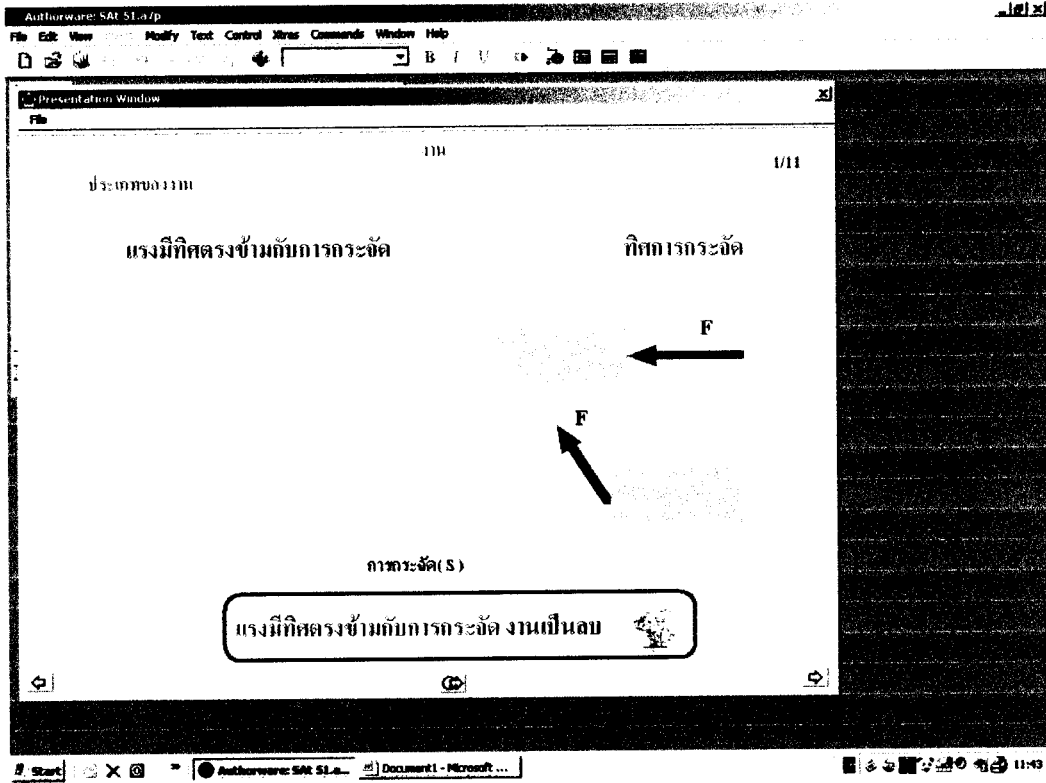 Authorware: SAt S1.a7p
File Edit View Modify Text Control Xtras Commands Window Help
B I U
Presentation Window
File
งาน
1/11
ประเภทของงาน
แรงมีทิศตรงข้ามกับการกระจัด
ทิศการกระจัด
F
F
การกระจัด(S)
แรงมีทิศตรงข้ามกับการกระจัด งานเป็นลบ
Start
Authorware: SAt S1.a...
Document1 - Microsoft ...
11:43